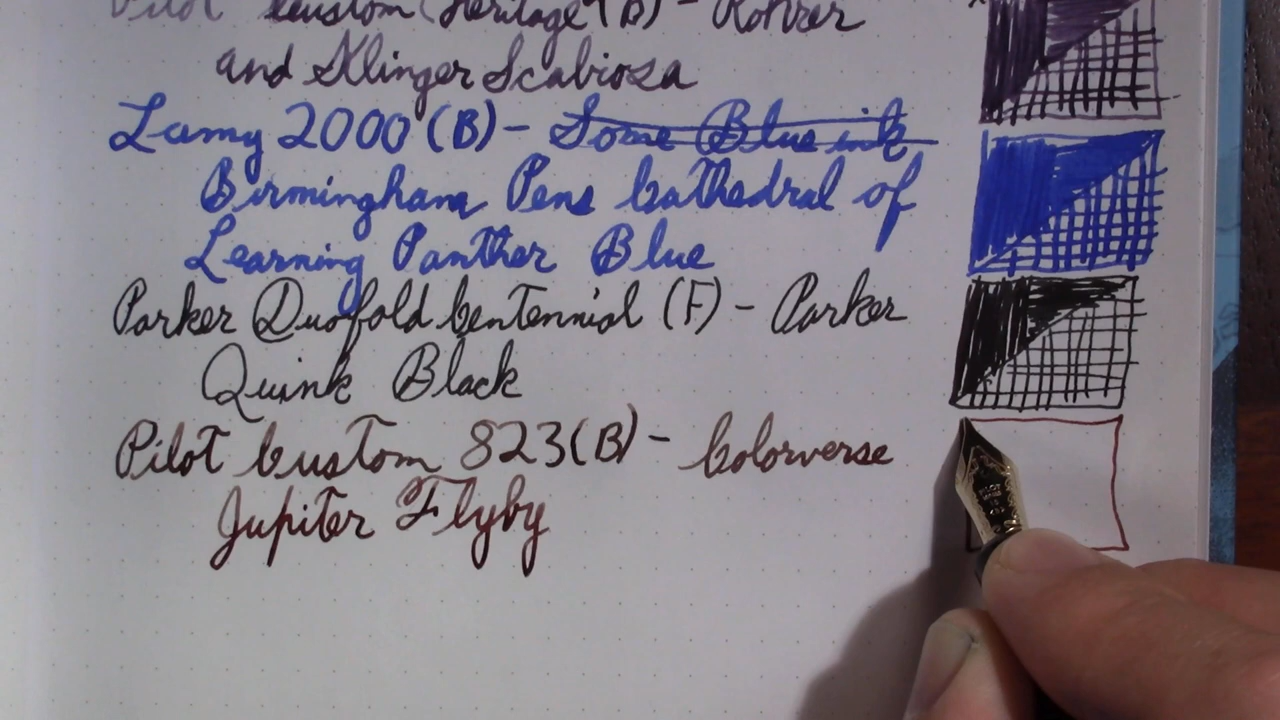 Pilot Custom Heritage (B) - Rohrer
and Klinger Scabiosa
Lamy 2000 (B) - Some Blue ink
Birmingham Pens Cathedral of
Learning Panther Blue
Parker Duofold Centennial (F) - Parker
Quink Black
Pilot Custom 823 (B) - Colorverse
Jupiter Flyby
PILOT